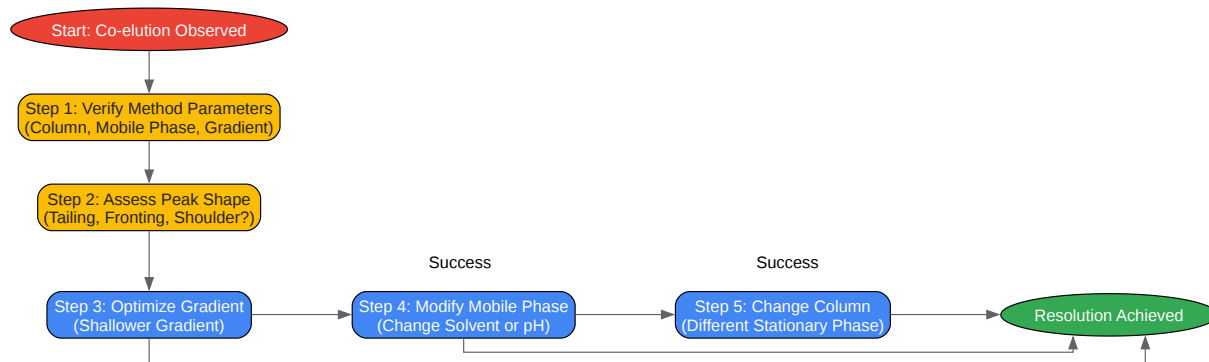 Start: Co-elution Observed
Step 1: Verify Method Parameters
(Column, Mobile Phase, Gradient)
Step 2: Assess Peak Shape
(Tailing, Fronting, Shoulder?)
Success
Success
Step 3: Optimize Gradient
(Shallower Gradient)
Step 4: Modify Mobile Phase
(Change Solvent or pH)
Step 5: Change Column
(Different Stationary Phase)
Resolution Achieved